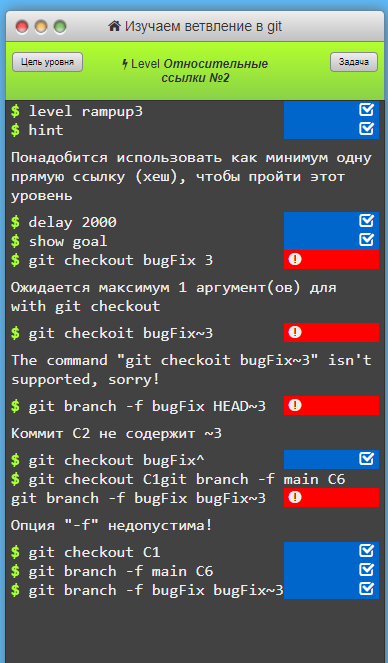 Изучаем ветвление в git
Цель уровня
Level Относительные
ссылки №2
Задача
$ level rampup3
$ hint
Понадобится использовать как минимум одну
прямую ссылку (хеш), чтобы пройти этот
уровень
$ delay 2000
$ show goal
$ git checkout bugFix 3
Ожидается максимум 1 аргумент(ов) для
with git checkout
$ git checkoit bugFix~3
The command "git checkoit bugFix~3" isn't
supported, sorry!
$ git branch -f bugFix HEAD~3
Коммит C2 не содержит ~3
$ git checkout bugFix^
$ git checkout C1git branch -f main C6
git branch -f bugFix bugFix~3
Опция "-f" недопустима!
$ git checkout C1
$ git branch -f main C6
$ git branch -f bugFix bugFix~3